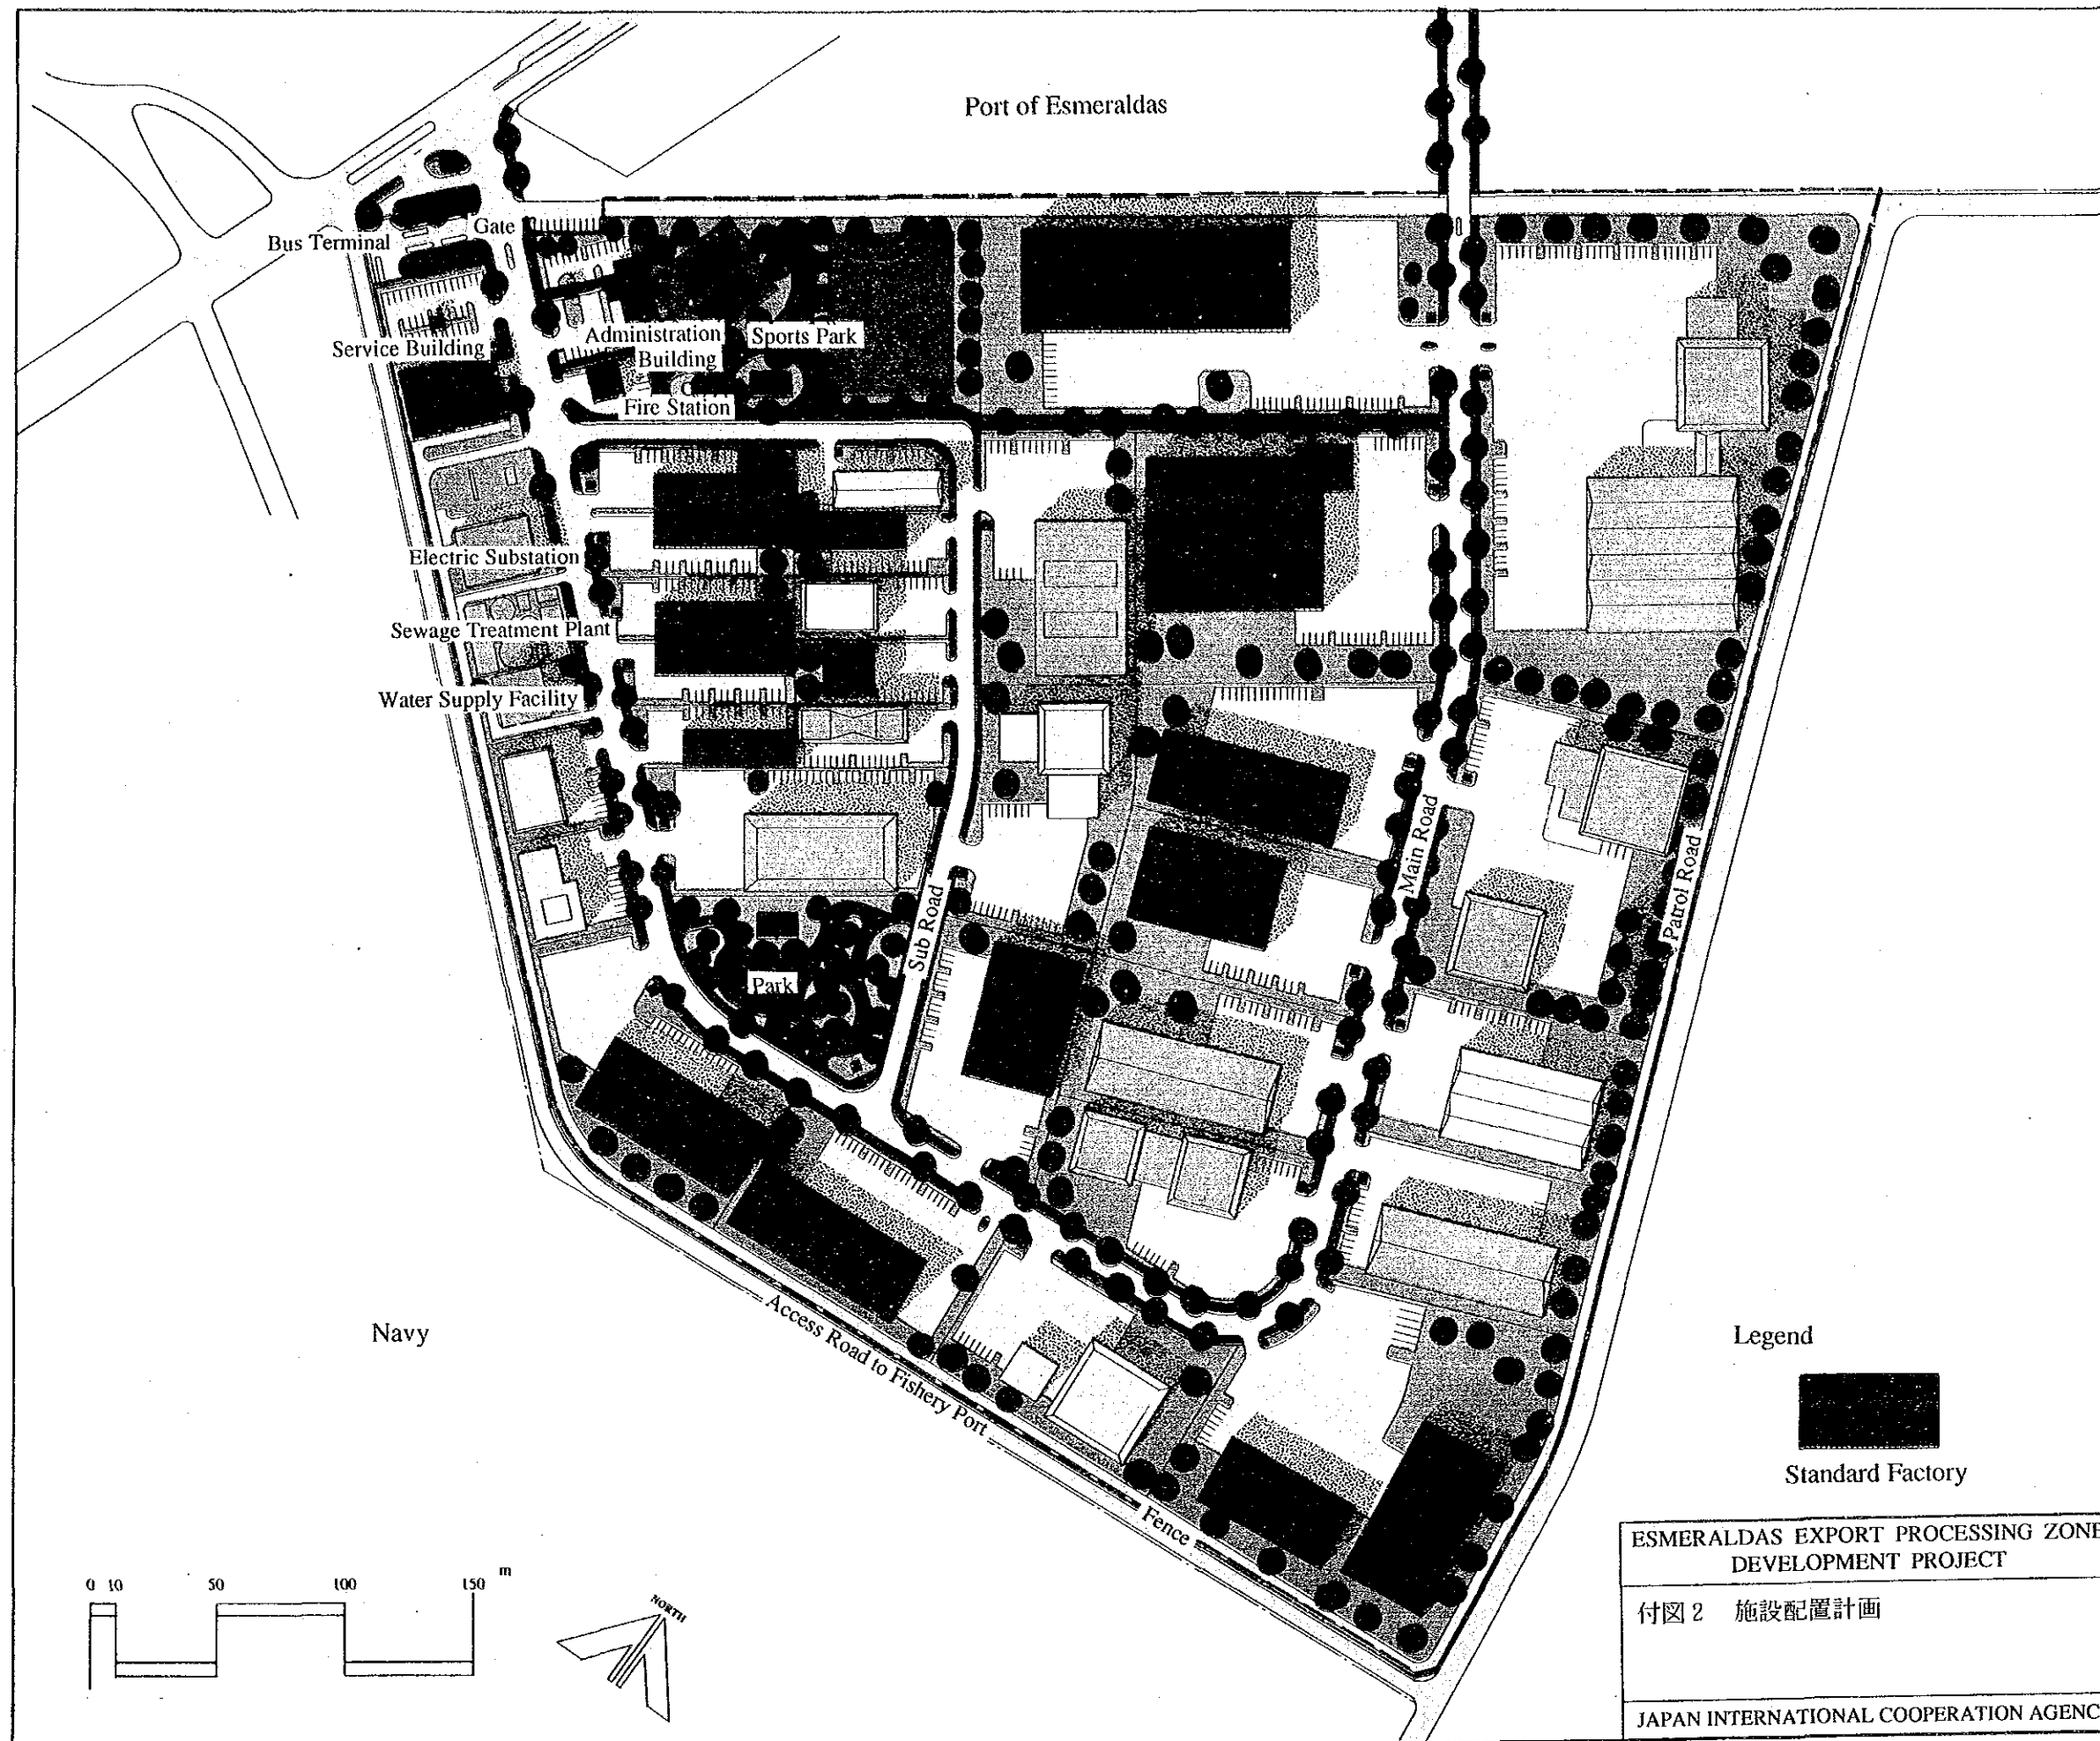 Port of Esmeraldas
Gate
Bus Terminal
Administration
Building
Sports Park
Service Building
Fire Station
Electric Substation
Sewage Treatment Plant
Water Supply Facility
Main Road
Patrol Road
Sub Road
Park
Access Road to Fishery Port
Fence
Navy
Legend
Standard Factory
0 10 50 100 150 m
NORTH
ESMERALDAS EXPORT PROCESSING ZONE
DEVELOPMENT PROJECT
付図2 施設配置計画
JAPAN INTERNATIONAL COOPERATION AGENC